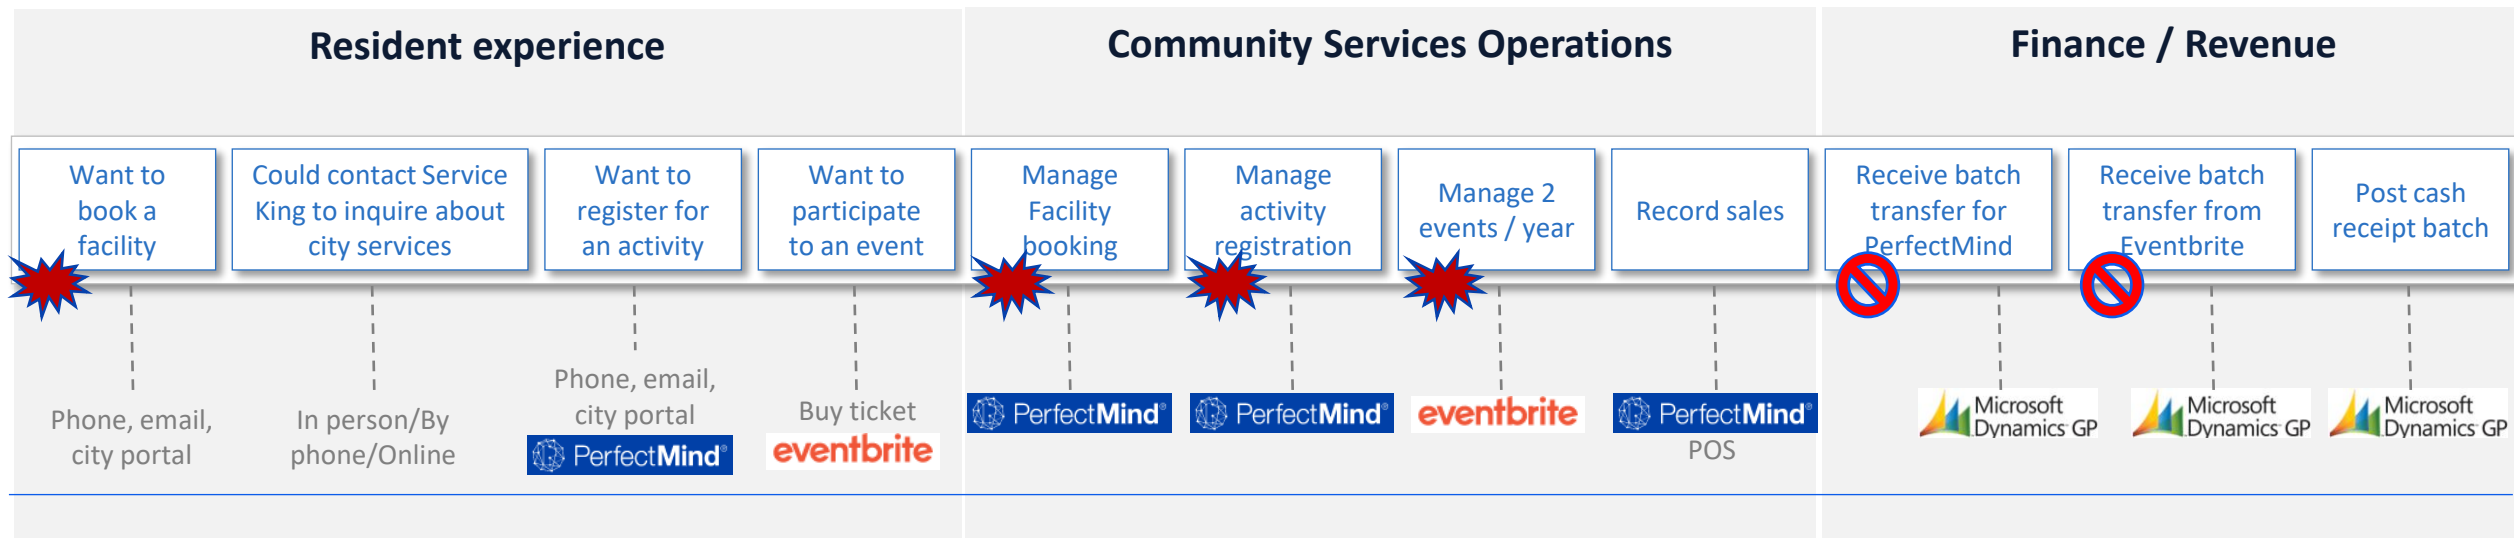 Resident experience
Community Services Operations
Finance / Revenue
Want to
book a
facility
Could contact Service
King to inquire about
city services
Want to
register for
an activity
Want to
participate
to an event
Manage
Facility
booking
Manage
activity
registration
Manage 2
events / year
Record sales
Receive batch
transfer for
PerfectMind
Receive batch
transfer from
Eventbrite
Post cash
receipt batch
Phone, email,
city portal
In person/By
phone/Online
Phone, email,
city portal
PerfectMind®
Buy ticket
eventbrite
PerfectMind®
PerfectMind®
eventbrite
PerfectMind®
POS
Microsoft
Dynamics GP
Microsoft
Dynamics GP
Microsoft
Dynamics GP